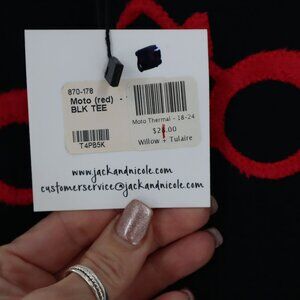 870-178
Moto (red) -
BLK TEE
T4PB5K
Moto Thermal - 18-24
$28.00
Willow + Tulaire
www.jackandnicole.com
customerservice@jackandnicole.com